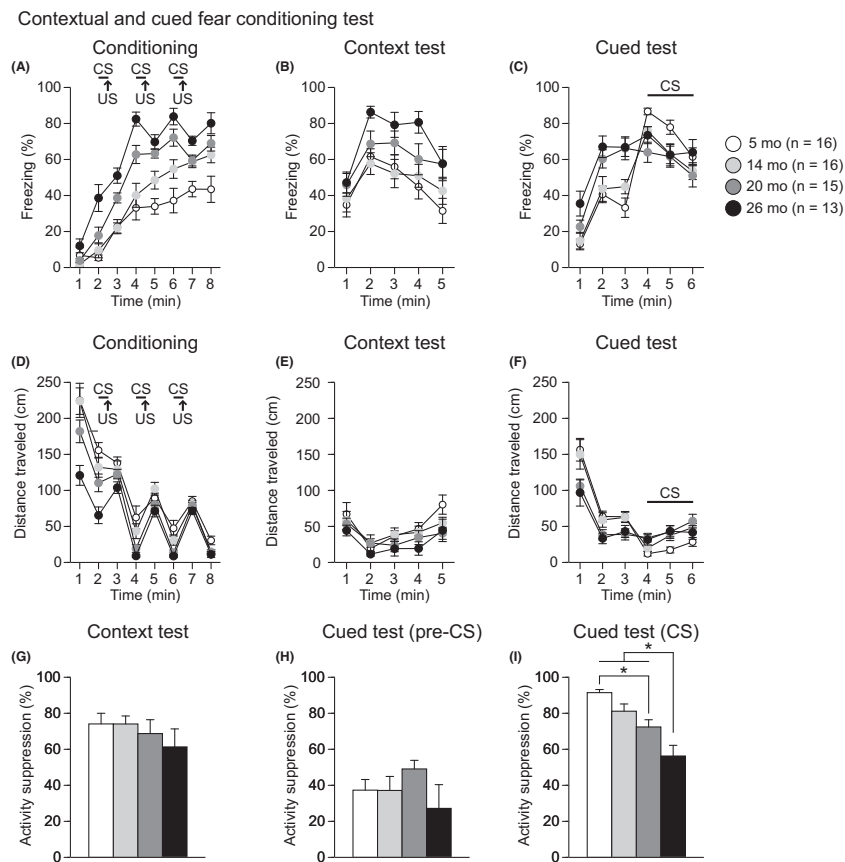 Contextual and cued fear conditioning test
Conditioning
(A)
CS CS CS
US US US
Freezing (%)
100
80
60
40
20
0
1 2 3 4 5 6 7 8
Time (min)
Context test
(B)
Freezing (%)
100
80
60
40
20
0
1 2 3 4 5
Time (min)
Cued test
(C)
CS
Freezing (%)
100
80
60
40
20
0
1 2 3 4 5 6
Time (min)
5 mo (n = 16)
14 mo (n = 16)
20 mo (n = 15)
26 mo (n = 13)
Conditioning
(D)
CS CS CS
US US US
Distance traveled (cm)
250
200
150
100
50
0
1 2 3 4 5 6 7 8
Time (min)
Context test
(E)
Distance traveled (cm)
250
200
150
100
50
0
1 2 3 4 5
Time (min)
Cued test
(F)
CS
Distance traveled (cm)
250
200
150
100
50
0
1 2 3 4 5 6
Time (min)
Context test
(G)
Activity suppression (%)
100
80
60
40
20
0
Cued test (pre-CS)
(H)
Activity suppression (%)
100
80
60
40
20
0
Cued test (CS)
(I)
*
*
Activity suppression (%)
100
80
60
40
20
0